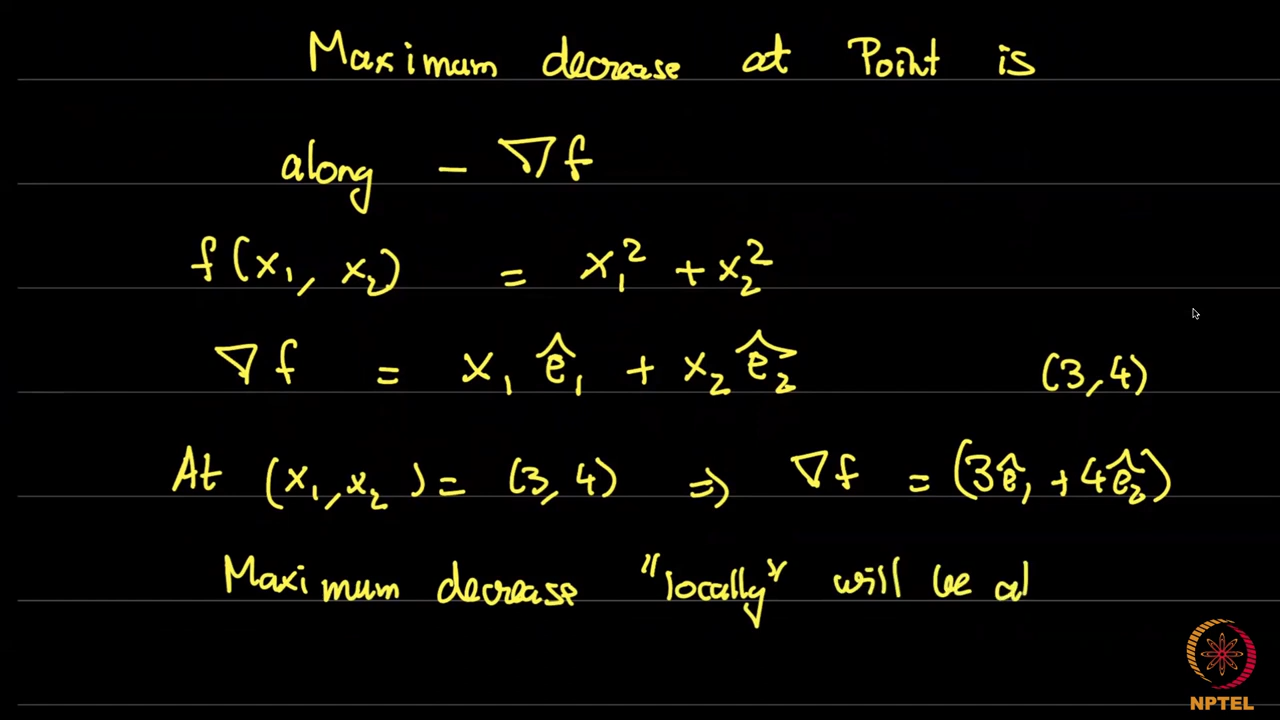 Maximum decrease at Point is
along - ∇f
f(x₁, x₂) = x₁² + x₂²
∇f = x₁ ê₁ + x₂ ê₂ (3,4)
At (x₁,x₂) = (3,4) ⇒ ∇f = (3ê₁ + 4ê₂)
Maximum decrease "locally" will be al
NPTEL